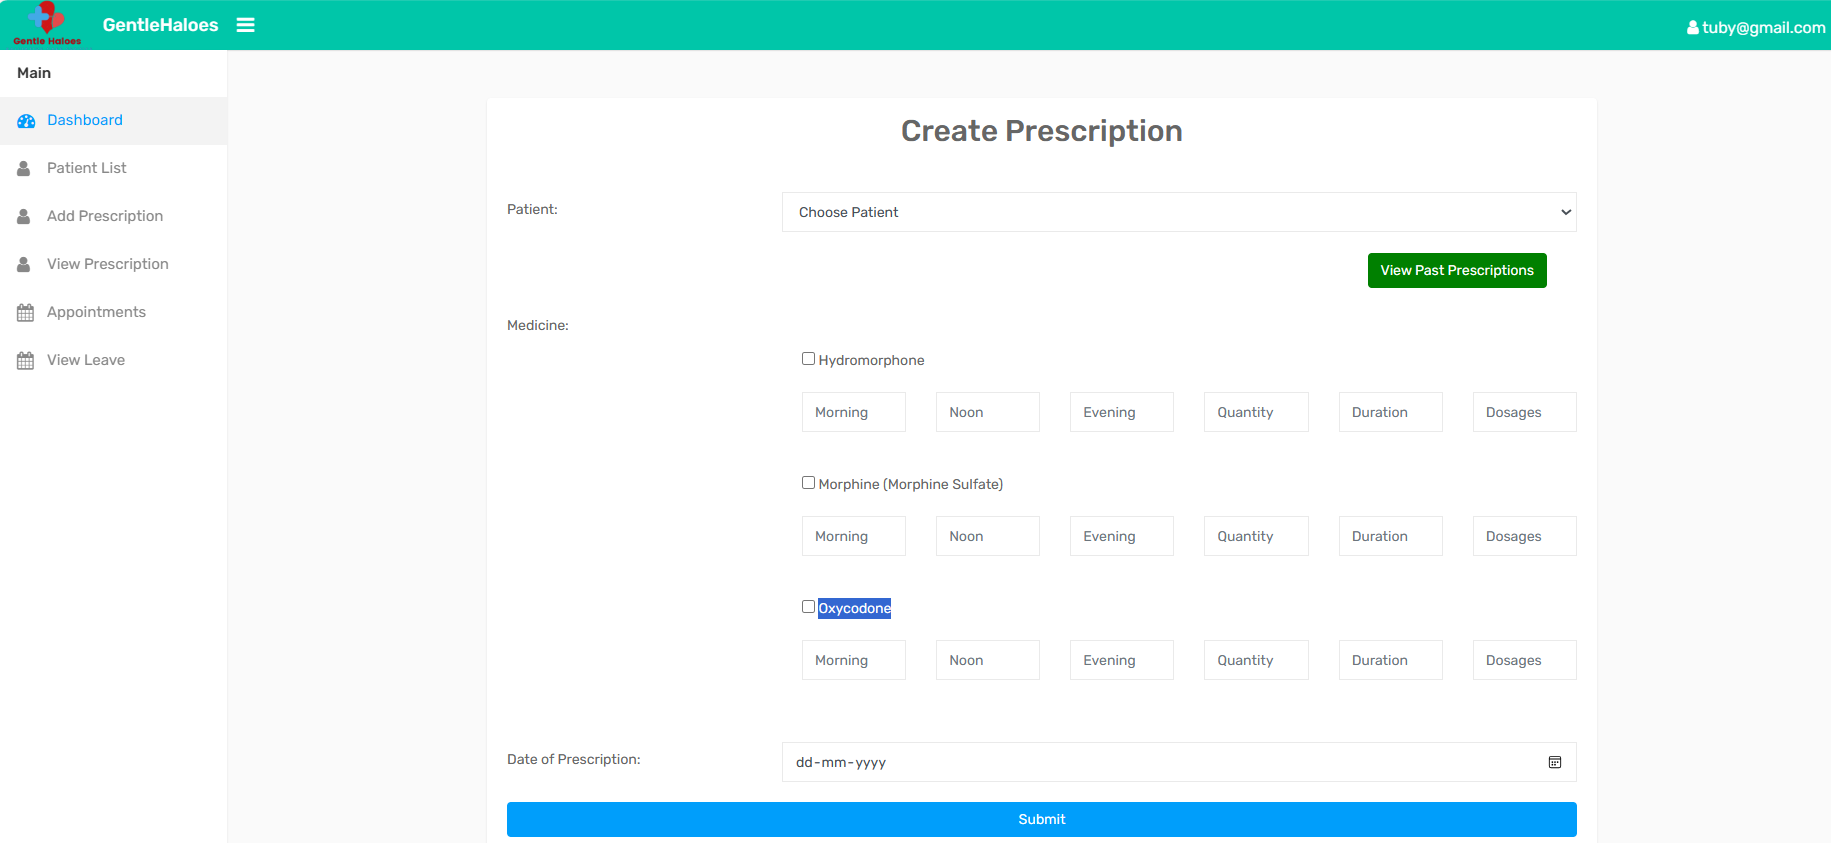 Gentle Haloes
GentleHaloes
tuby@gmail.com
Main
Dashboard
Patient List
Add Prescription
View Prescription
Appointments
View Leave
Create Prescription
Patient:
Choose Patient
View Past Prescriptions
Medicine:
Hydromorphone
Morning Noon Evening Quantity Duration Dosages
Morphine (Morphine Sulfate)
Morning Noon Evening Quantity Duration Dosages
Oxycodone
Morning Noon Evening Quantity Duration Dosages
Date of Prescription:
dd-mm-yyyy
Submit